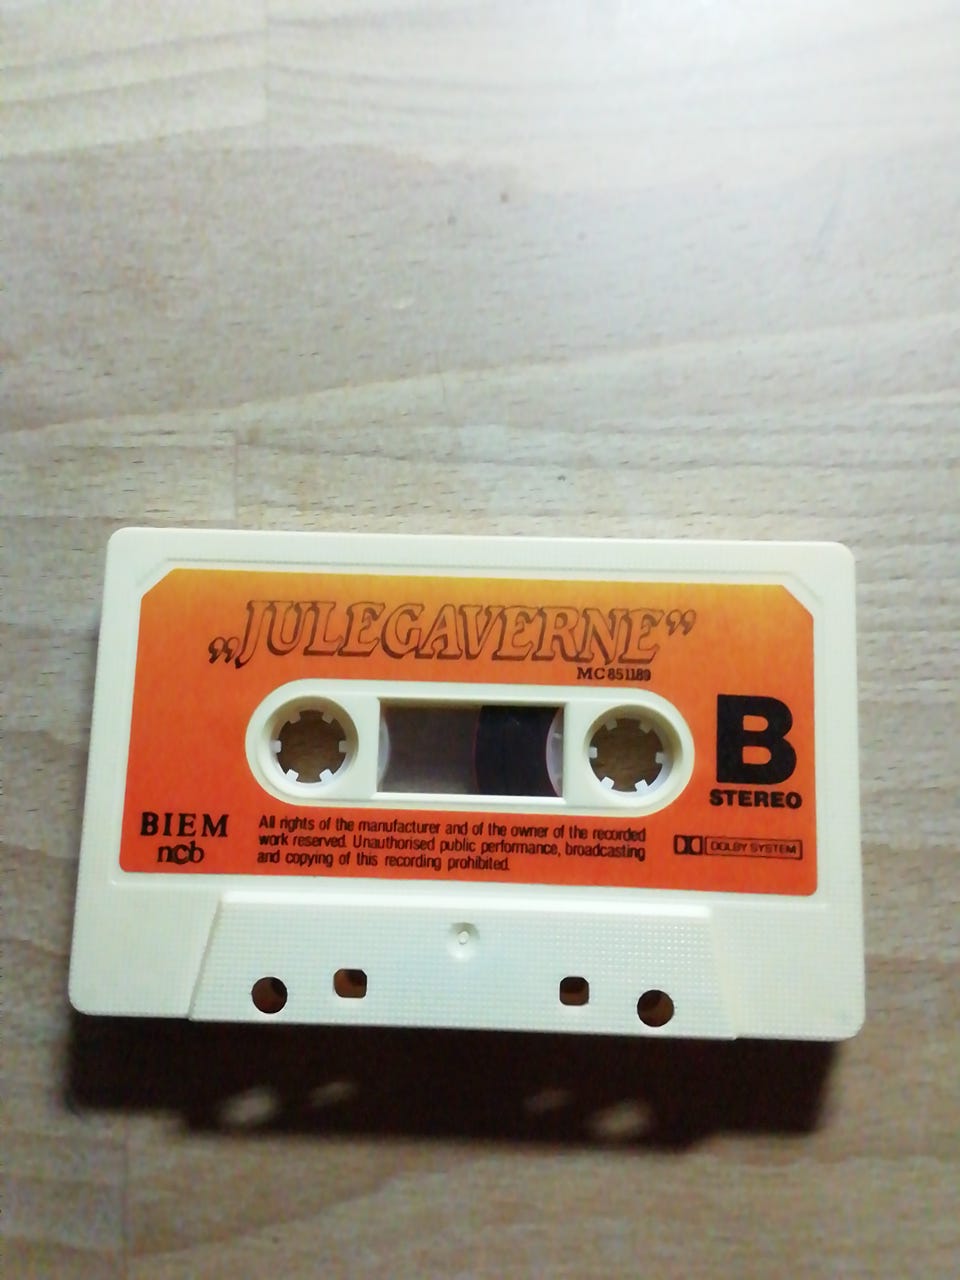 „JULEGAVERNE”
MC 851189
B
STEREO
BIEM
ncb
All rights of the manufacturer and of the owner of the recorded
work reserved. Unauthorised public performance, broadcasting
and copying of this recording prohibited.
DOLBY SYSTEM